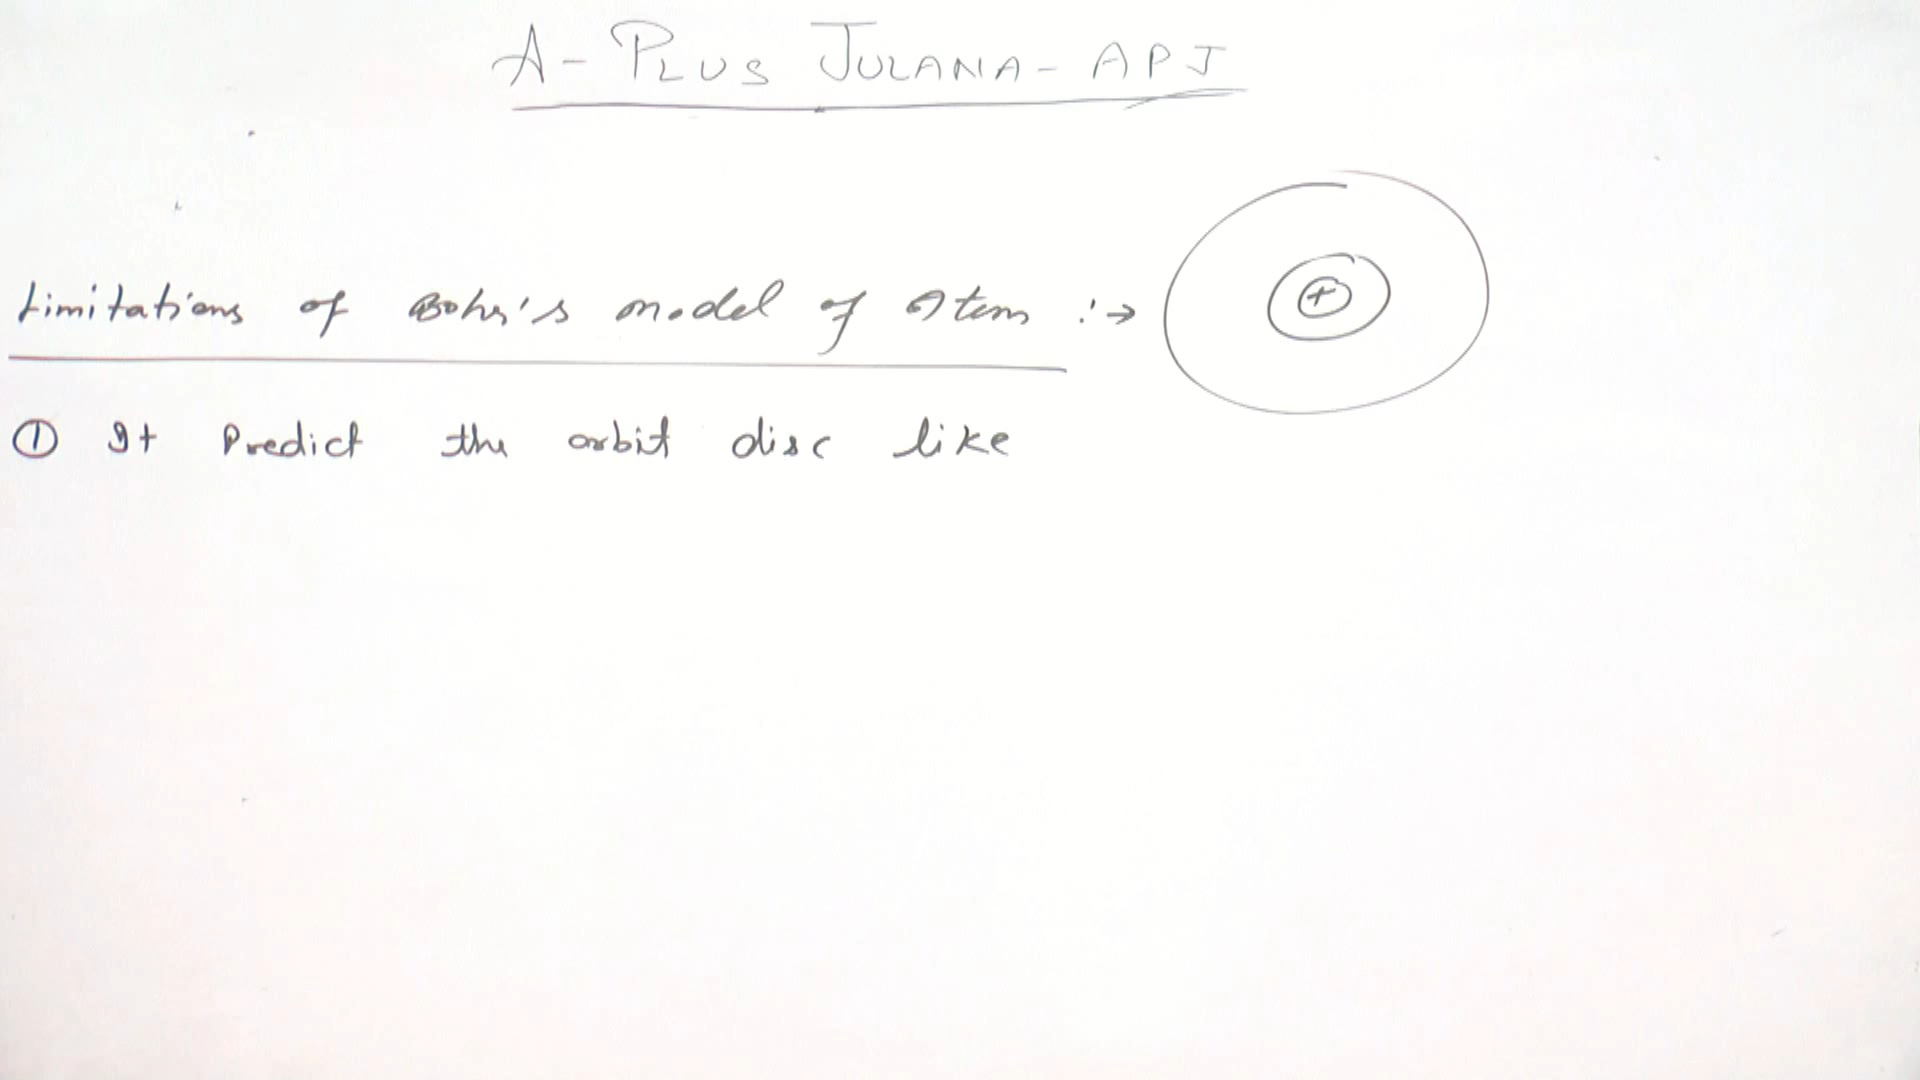 A- PLUS JULANA- APJ
Limitations of Bohr's model of Atom :→
+
① It Predict the orbit disc like